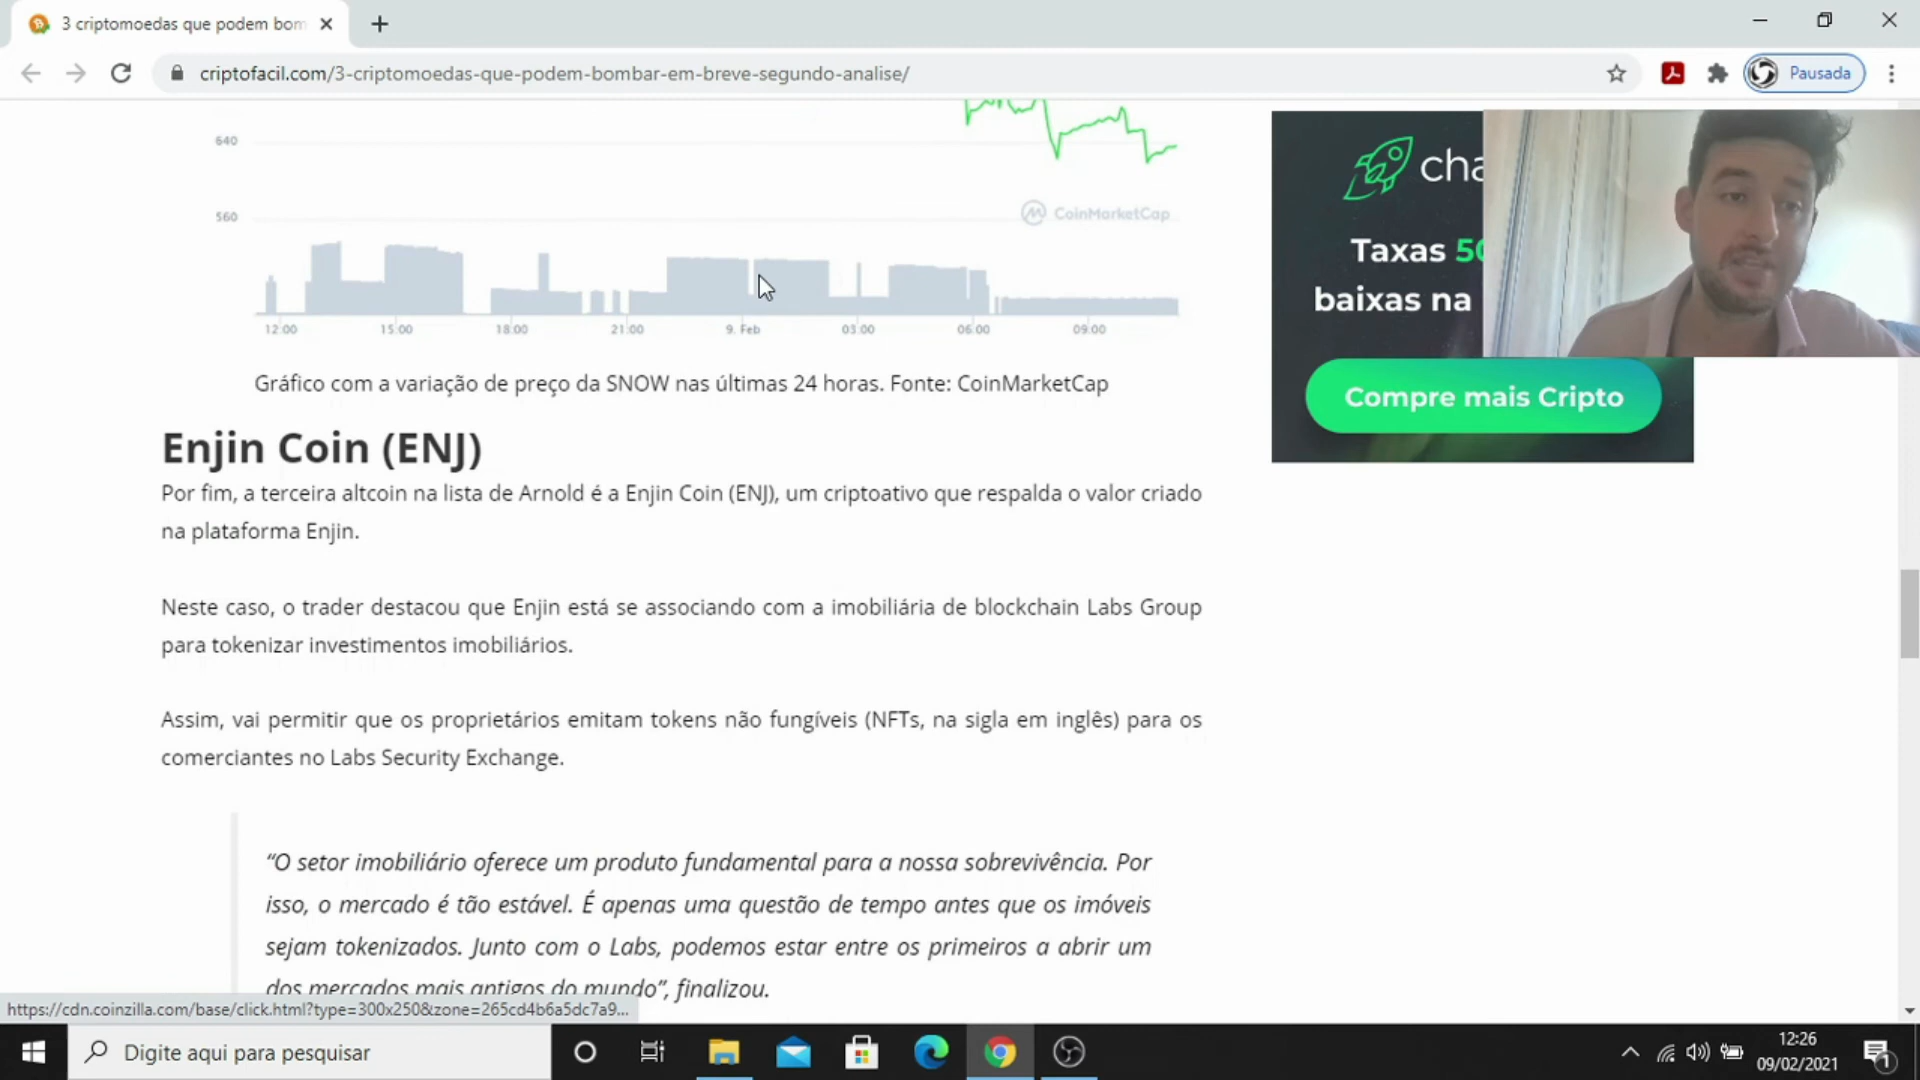 3 criptomoedas que podem bom
criptofacil.com/3-criptomoedas-que-podem-bombar-em-breve-segundo-analise/
Pausada
640
560
CoinMarketCap
12:00 15:00 18:00 21:00 9. Feb 03:00 06:00 09:00
Gráfico com a variação de preço da SNOW nas últimas 24 horas. Fonte: CoinMarketCap
cha
Taxas 50
baixas na
Compre mais Cripto
Enjin Coin (ENJ)
Por fim, a terceira altcoin na lista de Arnold é a Enjin Coin (ENJ), um criptoativo que respalda o valor criado
na plataforma Enjin.
Neste caso, o trader destacou que Enjin está se associando com a imobiliária de blockchain Labs Group
para tokenizar investimentos imobiliários.
Assim, vai permitir que os proprietários emitam tokens não fungíveis (NFTs, na sigla em inglês) para os
comerciantes no Labs Security Exchange.
“O setor imobiliário oferece um produto fundamental para a nossa sobrevivência. Por
isso, o mercado é tão estável. É apenas uma questão de tempo antes que os imóveis
sejam tokenizados. Junto com o Labs, podemos estar entre os primeiros a abrir um
dos mercados mais antigos do mundo”, finalizou.
https://cdn.coinzilla.com/base/click.html?type=300x250&zone=265cd4b6a5dc7a9...
Digite aqui para pesquisar
12:26
09/02/2021
1